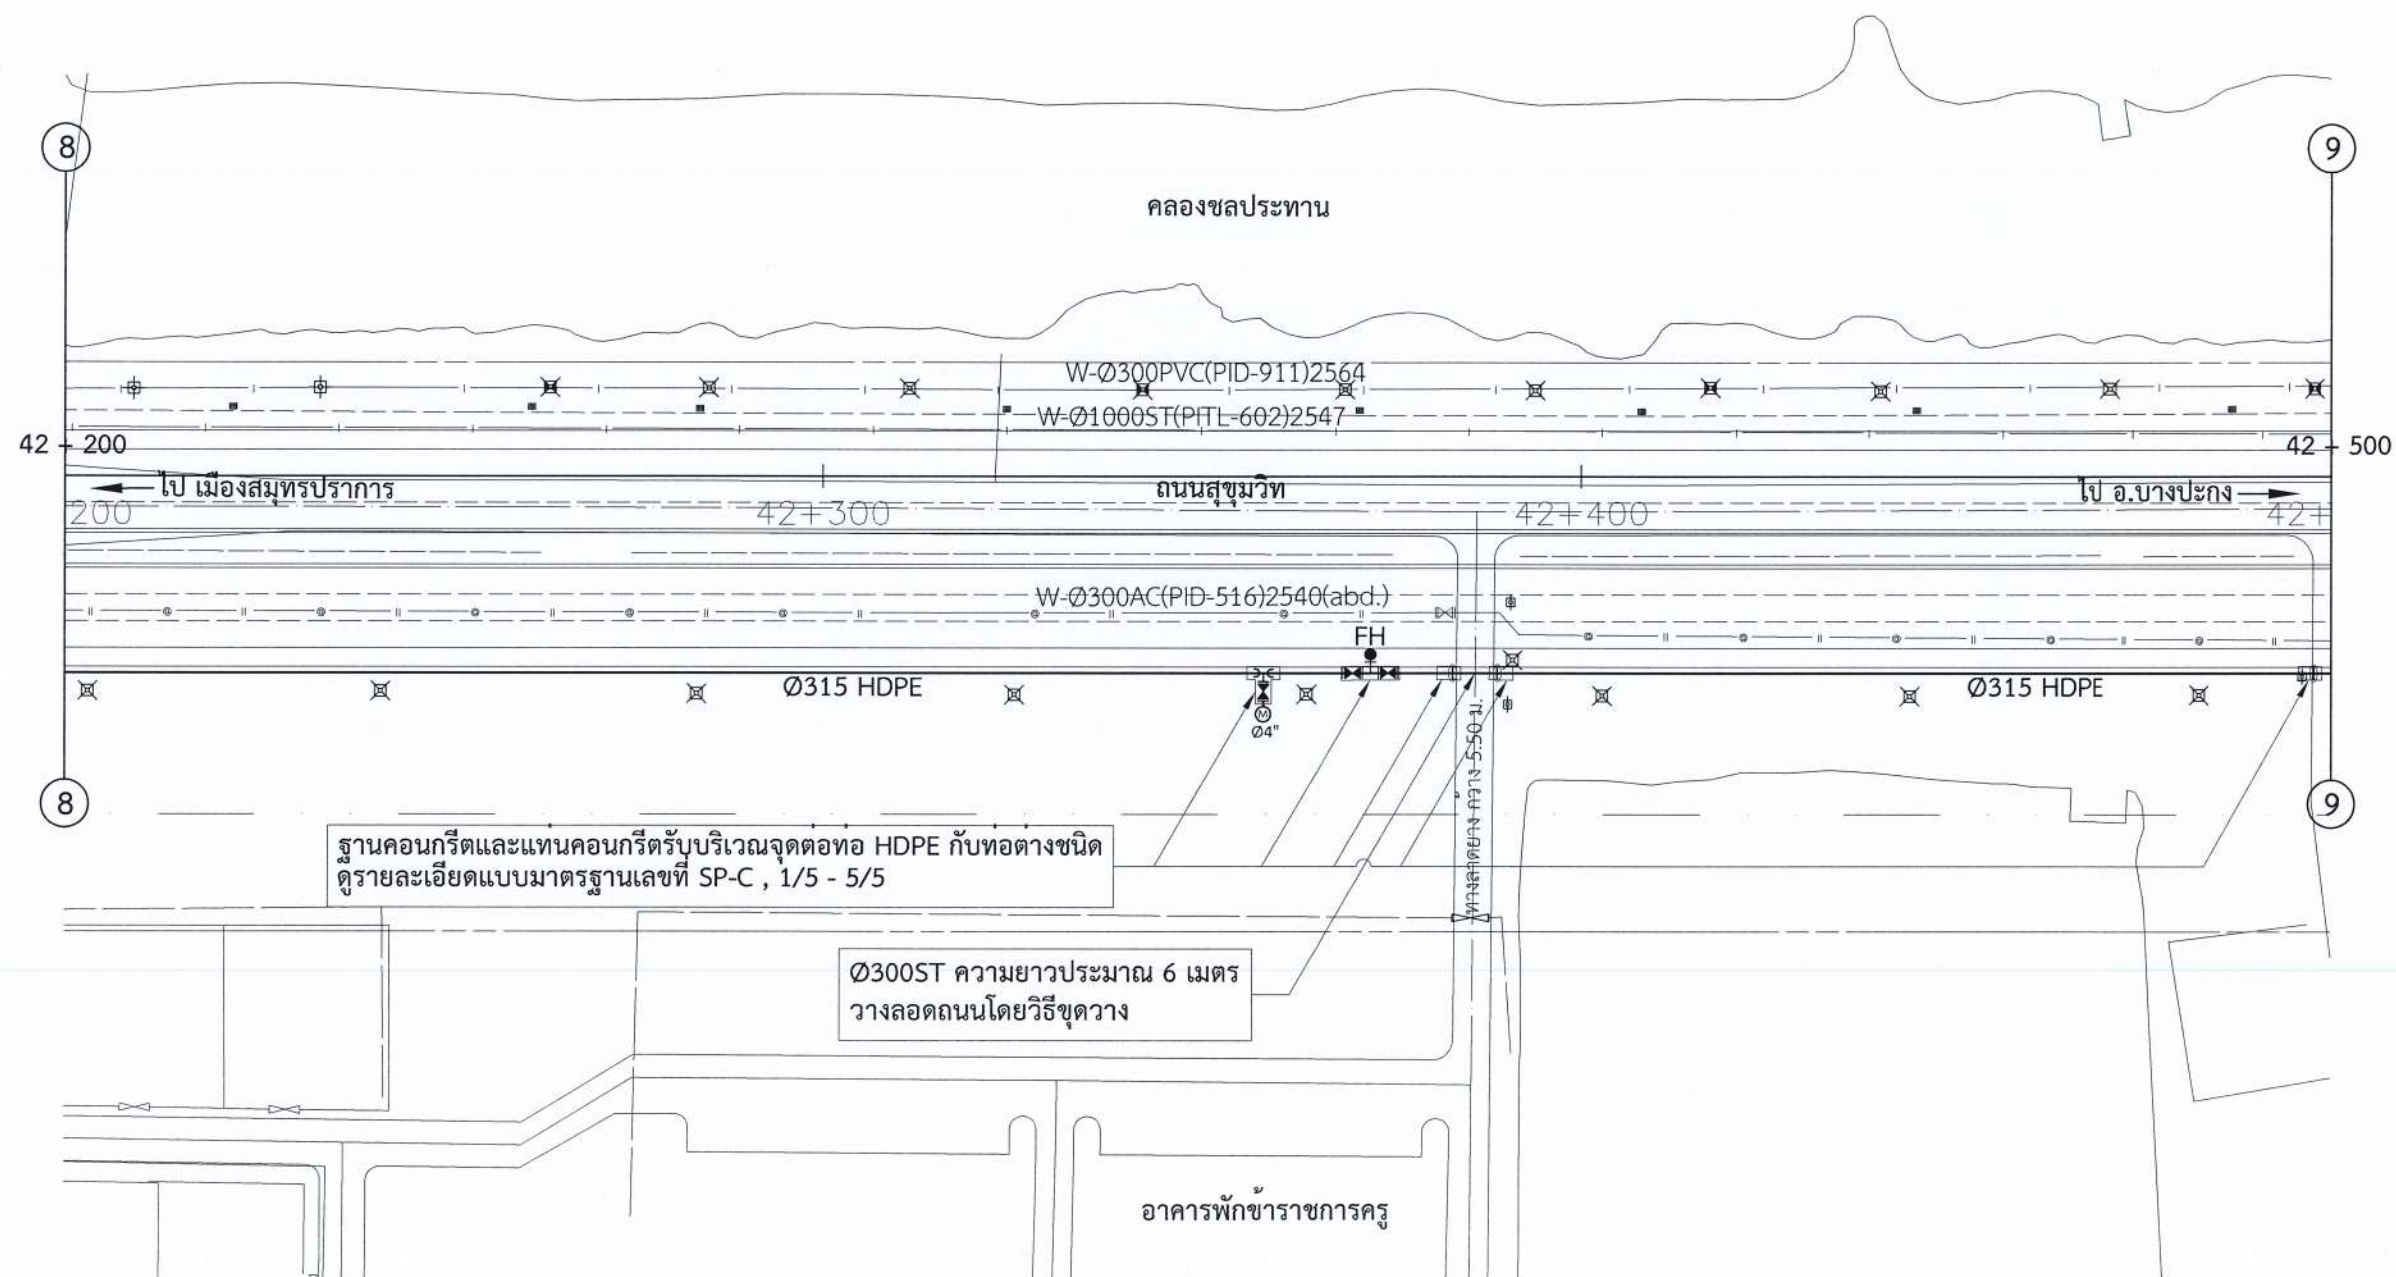 8
9
คลองชลประทาน
W-Ø300PVC(PID-911)2564
W-Ø1000ST(PITL-602)2547
42 + 200
42 + 500
ไป เมืองสมุทรปราการ
ถนนสุขุมวิท
ไป อ.บางปะกง
200
42+300
42+400
42+
W-Ø300AC(PID-516)2540(abd.)
FH
Ø315 HDPE
Ø315 HDPE
M
Ø4"
ทางลาดยาง กว้าง 5.50 ม.
8
9
ฐานคอนกรีตและแท่นคอนกรีตรับบริเวณจุดต่อท่อ HDPE กับท่อต่างชนิด
ดูรายละเอียดแบบมาตรฐานเลขที่ SP-C , 1/5 - 5/5
Ø300ST ความยาวประมาณ 6 เมตร
วางลอดถนนโดยวิธีขุดวาง
อาคารพักข้าราชการครู